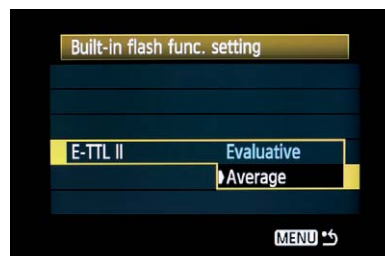 Built-in flash func. setting
E-TTL II Evaluative
Average
MENU